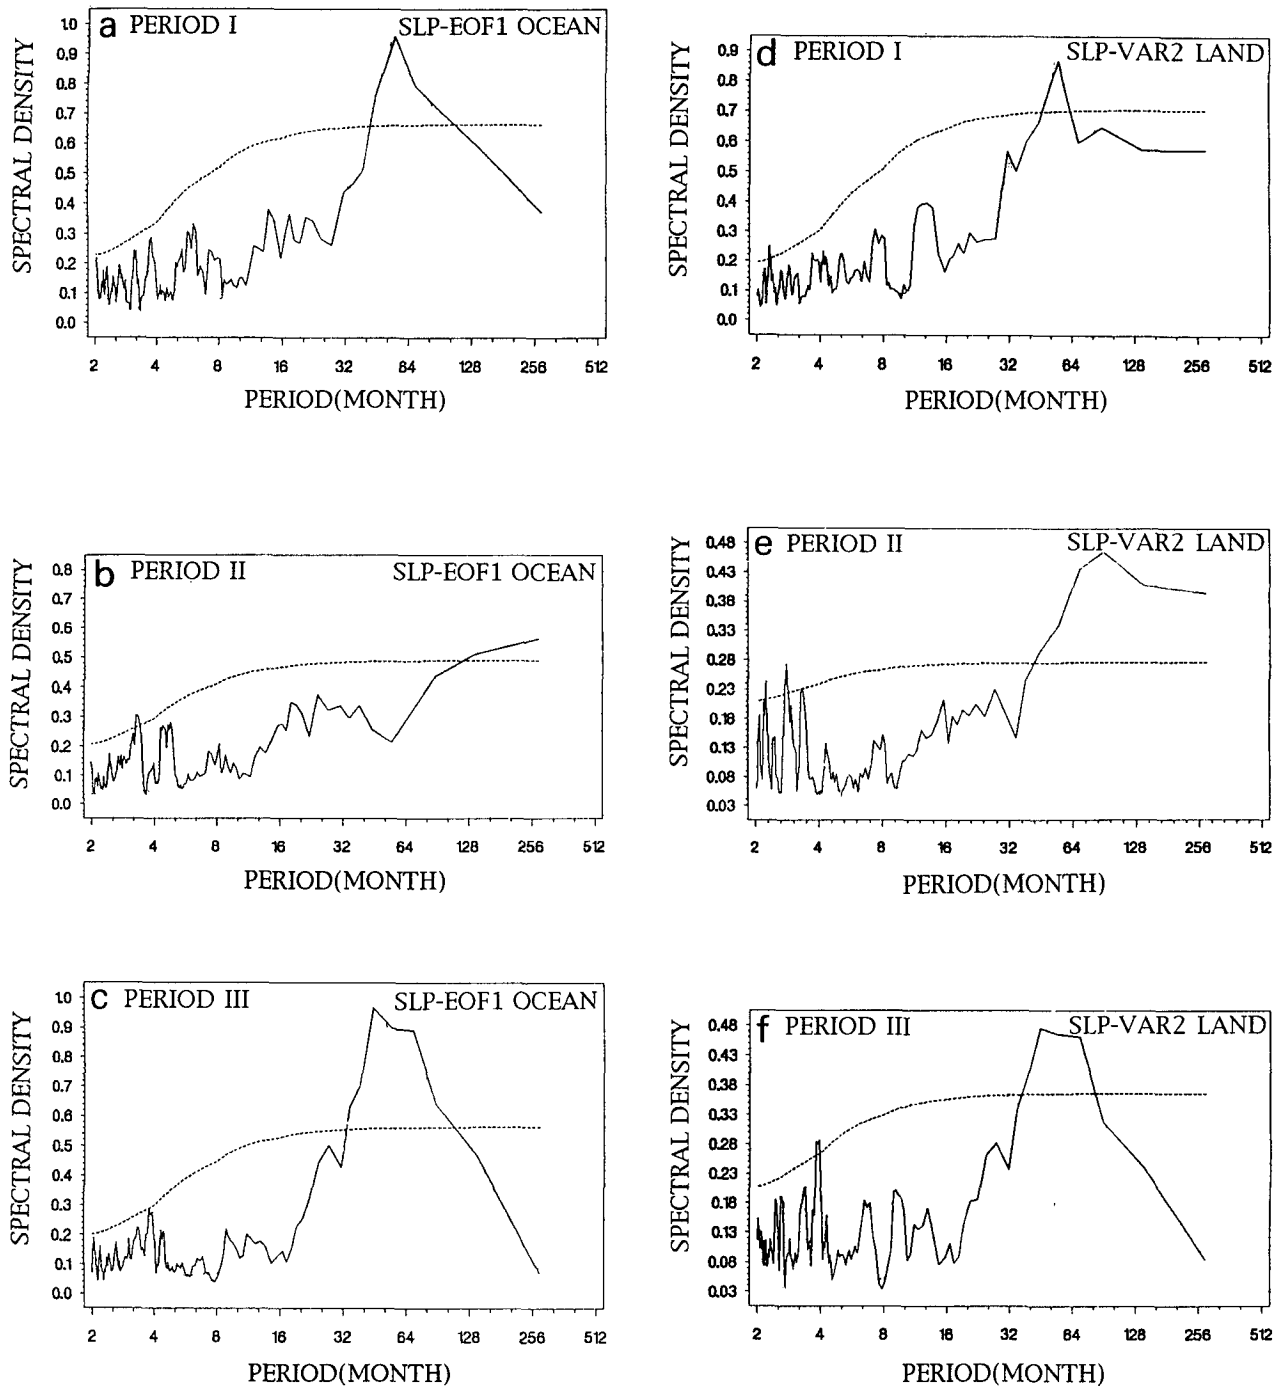 a PERIOD I SLP-EOF1 OCEAN
SPECTRAL DENSITY
1.0
0.9
0.8
0.7
0.6
0.5
0.4
0.3
0.2
0.1
0.0
2 4 8 16 32 64 128 256 512
PERIOD(MONTH)
d PERIOD I SLP-VAR2 LAND
SPECTRAL DENSITY
0.9
0.8
0.7
0.6
0.5
0.4
0.3
0.2
0.1
0.0
2 4 8 16 32 64 128 256 512
PERIOD(MONTH)
b PERIOD II SLP-EOF1 OCEAN
SPECTRAL DENSITY
0.8
0.7
0.6
0.5
0.4
0.3
0.2
0.1
0.0
2 4 8 16 32 64 128 256 512
PERIOD(MONTH)
e PERIOD II SLP-VAR2 LAND
SPECTRAL DENSITY
0.48
0.43
0.38
0.33
0.28
0.23
0.18
0.13
0.08
0.03
2 4 8 16 32 64 128 256 512
PERIOD(MONTH)
c PERIOD III SLP-EOF1 OCEAN
SPECTRAL DENSITY
1.0
0.9
0.8
0.7
0.6
0.5
0.4
0.3
0.2
0.1
0.0
2 4 8 16 32 64 128 256 512
PERIOD(MONTH)
f PERIOD III SLP-VAR2 LAND
SPECTRAL DENSITY
0.48
0.43
0.38
0.33
0.28
0.23
0.18
0.13
0.08
0.03
2 4 8 16 32 64 128 256 512
PERIOD(MONTH)